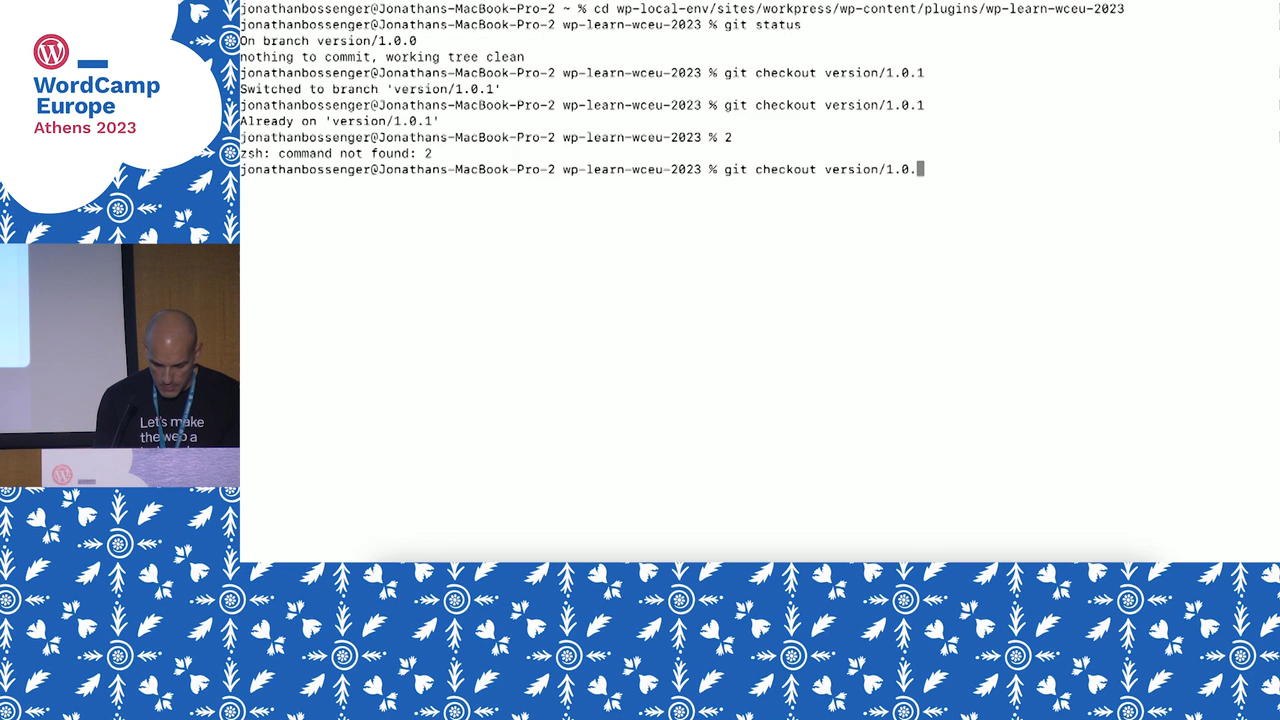 WordCamp
Europe
Athens 2023
jonathanbossenger@Jonathans-MacBook-Pro-2 ~ % cd wp-local-env/sites/workpress/wp-content/plugins/wp-learn-wceu-2023
jonathanbossenger@Jonathans-MacBook-Pro-2 wp-learn-wceu-2023 % git status
On branch version/1.0.0
nothing to commit, working tree clean
jonathanbossenger@Jonathans-MacBook-Pro-2 wp-learn-wceu-2023 % git checkout version/1.0.1
Switched to branch 'version/1.0.1'
jonathanbossenger@Jonathans-MacBook-Pro-2 wp-learn-wceu-2023 % git checkout version/1.0.1
Already on 'version/1.0.1'
jonathanbossenger@Jonathans-MacBook-Pro-2 wp-learn-wceu-2023 % 2
zsh: command not found: 2
jonathanbossenger@Jonathans-MacBook-Pro-2 wp-learn-wceu-2023 % git checkout version/1.0.
Let's make
the web a